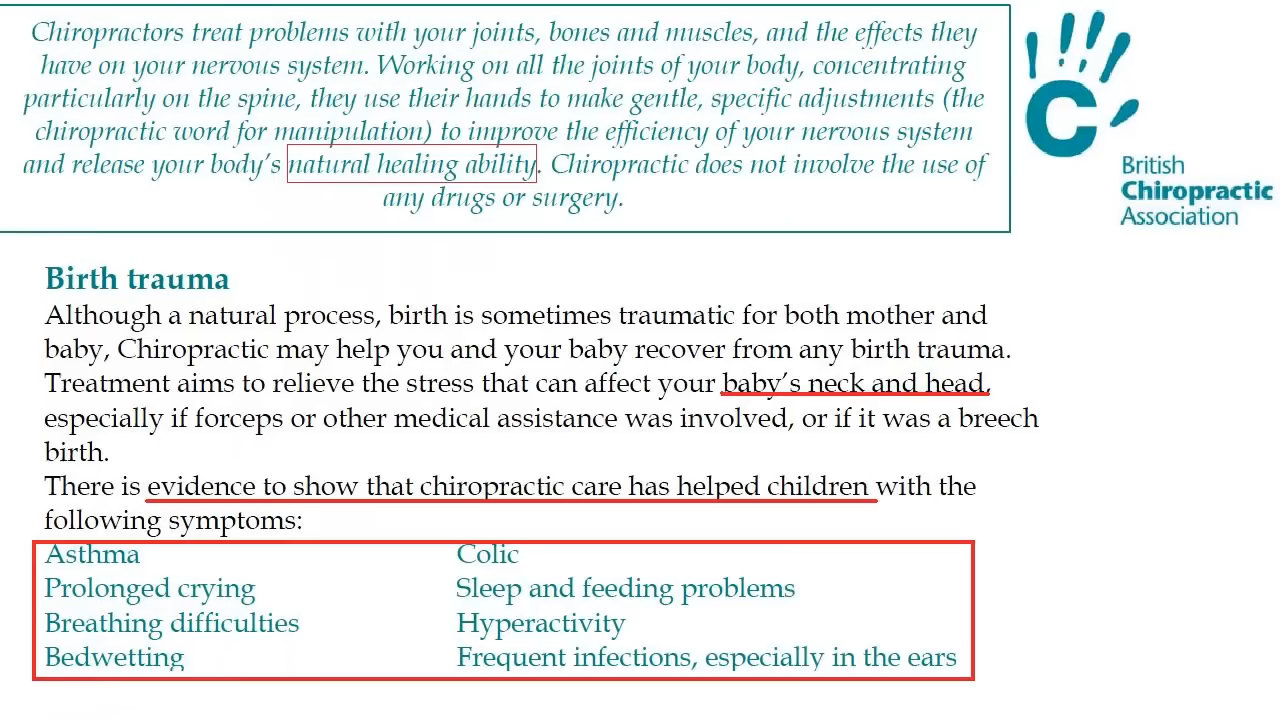 Chiropractors treat problems with your joints, bones and muscles, and the effects they
have on your nervous system. Working on all the joints of your body, concentrating
particularly on the spine, they use their hands to make gentle, specific adjustments (the
chiropractic word for manipulation) to improve the efficiency of your nervous system
and release your body's natural healing ability. Chiropractic does not involve the use of
any drugs or surgery.
C
British
Chiropractic
Association
Birth trauma
Although a natural process, birth is sometimes traumatic for both mother and
baby, Chiropractic may help you and your baby recover from any birth trauma.
Treatment aims to relieve the stress that can affect your baby's neck and head,
especially if forceps or other medical assistance was involved, or if it was a breech
birth.
There is evidence to show that chiropractic care has helped children with the
following symptoms:
Asthma Colic
Prolonged crying Sleep and feeding problems
Breathing difficulties Hyperactivity
Bedwetting Frequent infections, especially in the ears